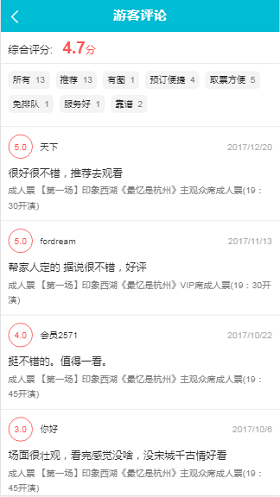 游客评论
综合评分: 4.7分
所有 13 推荐 13 有图 1 预订便捷 4 取票方便 5
免排队 1 服务好 1 靠谱 2
5.0 天下 2017/12/20
很好很不错，推荐去观看
成人票 【第一场】印象西湖《最忆是杭州》主观众席成人票(19：
30开演)
5.0 fordream 2017/11/13
帮家人定的 据说很不错，好评
成人票 【第一场】印象西湖《最忆是杭州》VIP席成人票(19：30开
演)
4.0 会员2571 2017/10/22
挺不错的。值得一看。
成人票 【第一场】印象西湖《最忆是杭州》主观众席成人票(19：
45开演)
3.0 你好 2017/10/6
场面很壮观，看完感觉没啥，没宋城千古情好看
成人票 【第一场】印象西湖《最忆是杭州》主观众席成人票(19：
45开演)